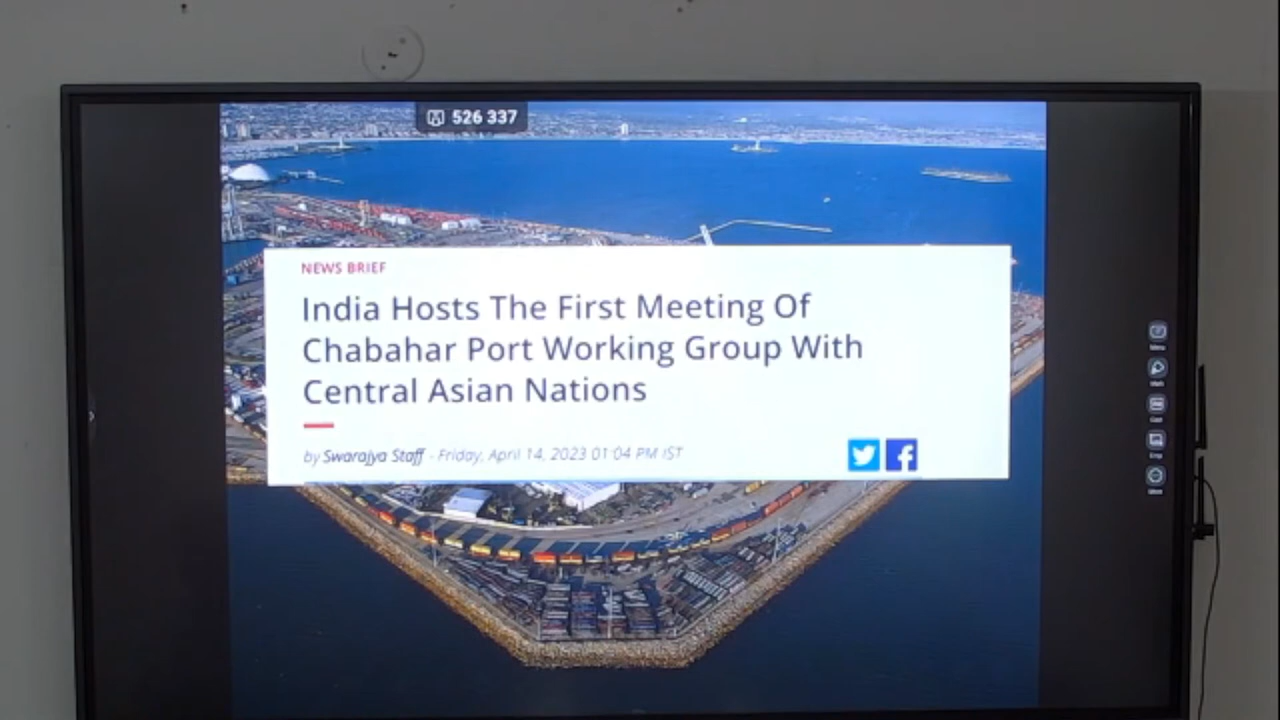 526 337
NEWS BRIEF
India Hosts The First Meeting Of
Chabahar Port Working Group With
Central Asian Nations
by Swarajya Staff - Friday, April 14, 2023 01:04 PM IST
Menu